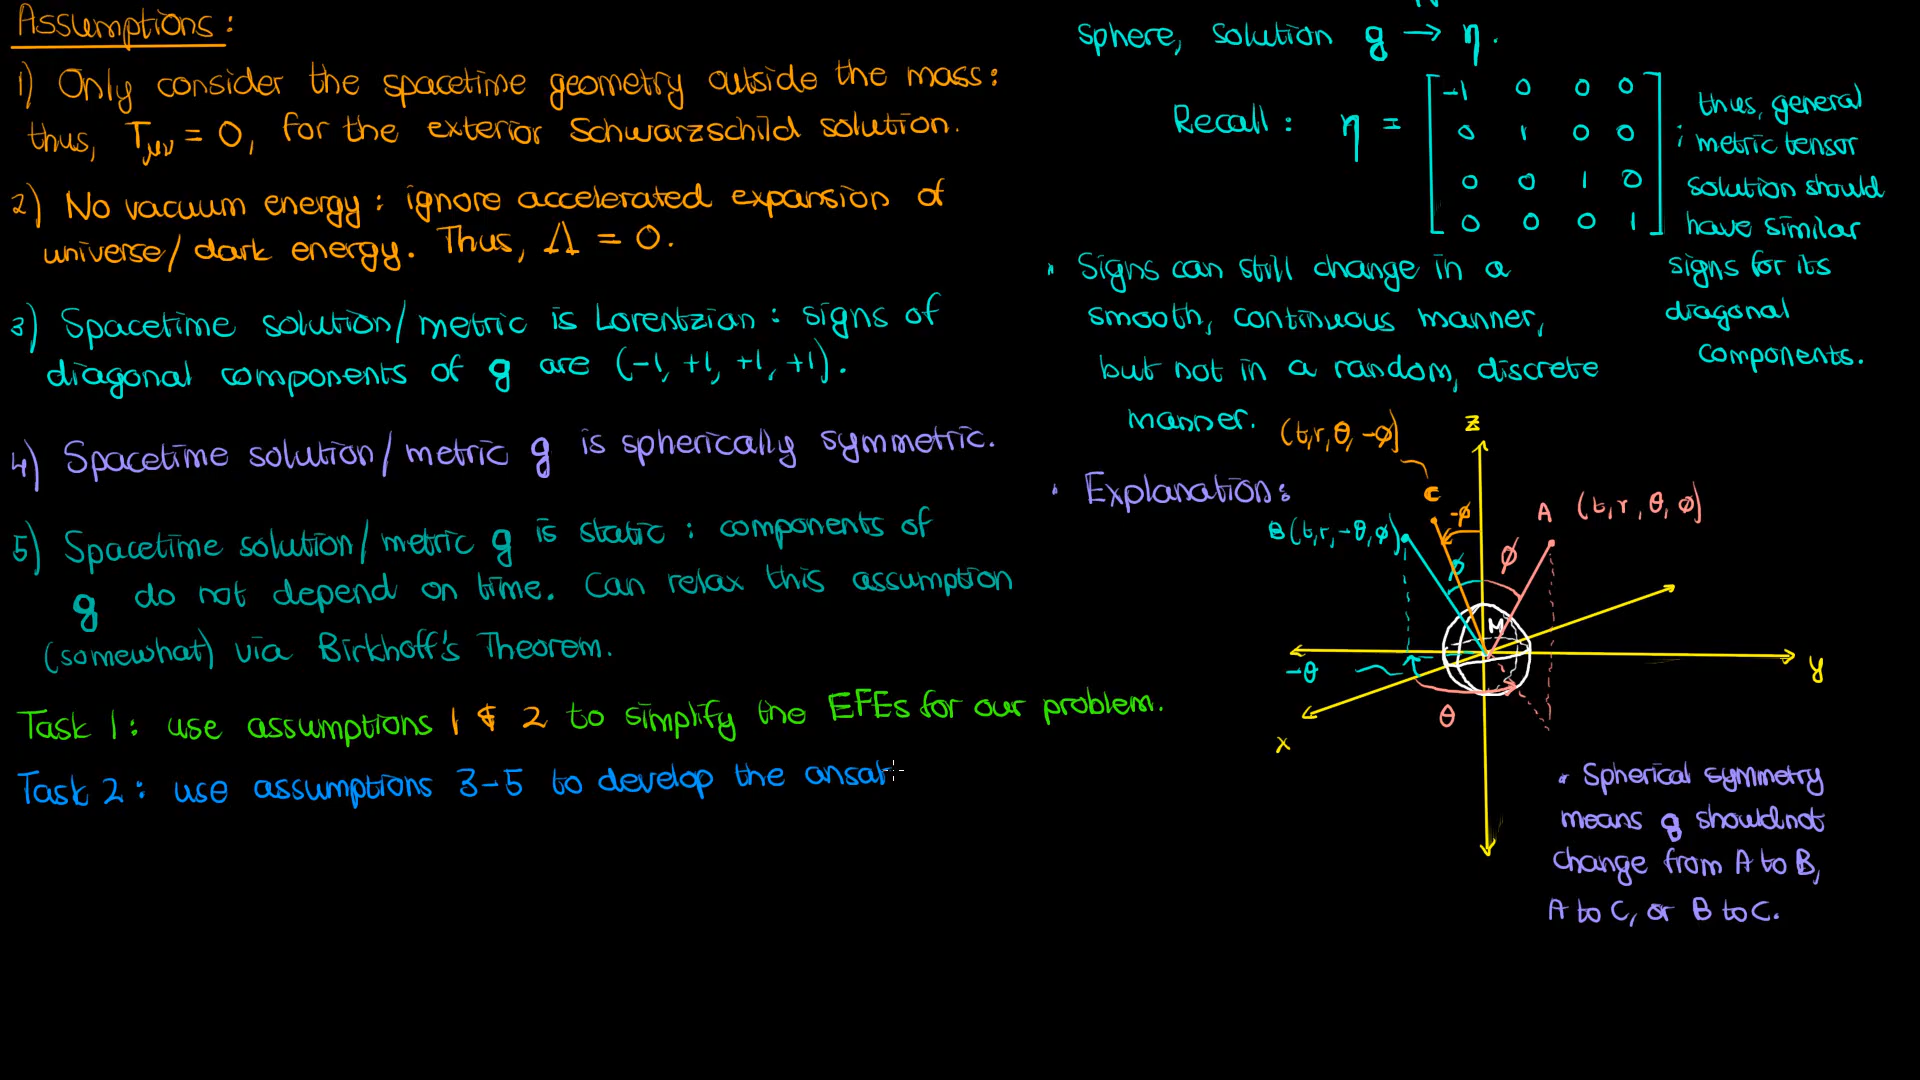 Assumptions:
1) Only consider the spacetime geometry outside the mass:
thus, Tμν = 0, for the exterior Schwarzschild solution.
2) No vacuum energy: ignore accelerated expansion of
universe/dark energy. Thus, Λ = 0.
3) Spacetime solution/metric is Lorentzian: signs of
diagonal components of g are (-1, +1, +1, +1).
4) Spacetime solution/metric g is spherically symmetric.
5) Spacetime solution/metric g is static: components of
g do not depend on time. Can relax this assumption
(somewhat) via Birkhoff's Theorem.
Task 1: use assumptions 1 & 2 to simplify the EFEs for our problem.
Task 2: use assumptions 3-5 to develop the ansat
sphere, solution g → η.
Recall: η =
-1 0 0 0
0 1 0 0
0 0 1 0
0 0 0 1
; thus, general
metric tensor
solution should
have similar
signs for its
diagonal
components.
• Signs can still change in a
smooth, continuous manner,
but not in a random, discrete
manner.
• Explanation:
(t,r,θ,-φ)
z
C
-φ
A (t,r,θ,φ)
B(t,r,-θ,φ)
φ
φ
M
-θ
y
θ
x
• Spherical symmetry
means g should not
change from A to B,
A to C, or B to C.